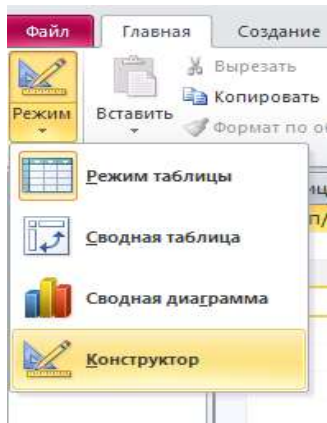 Файл Главная Создание
Вырезать
Копировать
Режим Вставить
Формат по
Режим таблицы
Сводная таблица
Сводная диаграмма
Конструктор